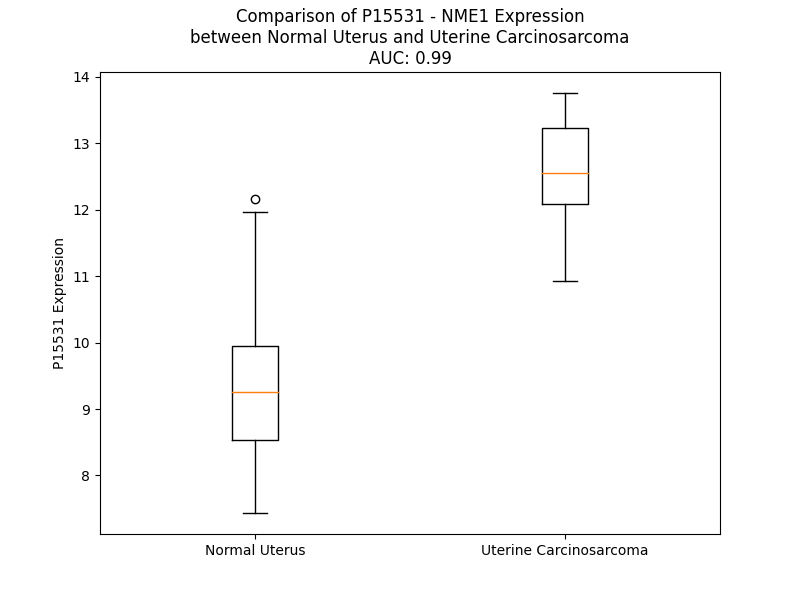 Comparison of P15531 - NME1 Expression
between Normal Uterus and Uterine Carcinosarcoma
AUC: 0.99
14
13
12
11
10
9
8
P15531 Expression
Normal Uterus
Uterine Carcinosarcoma